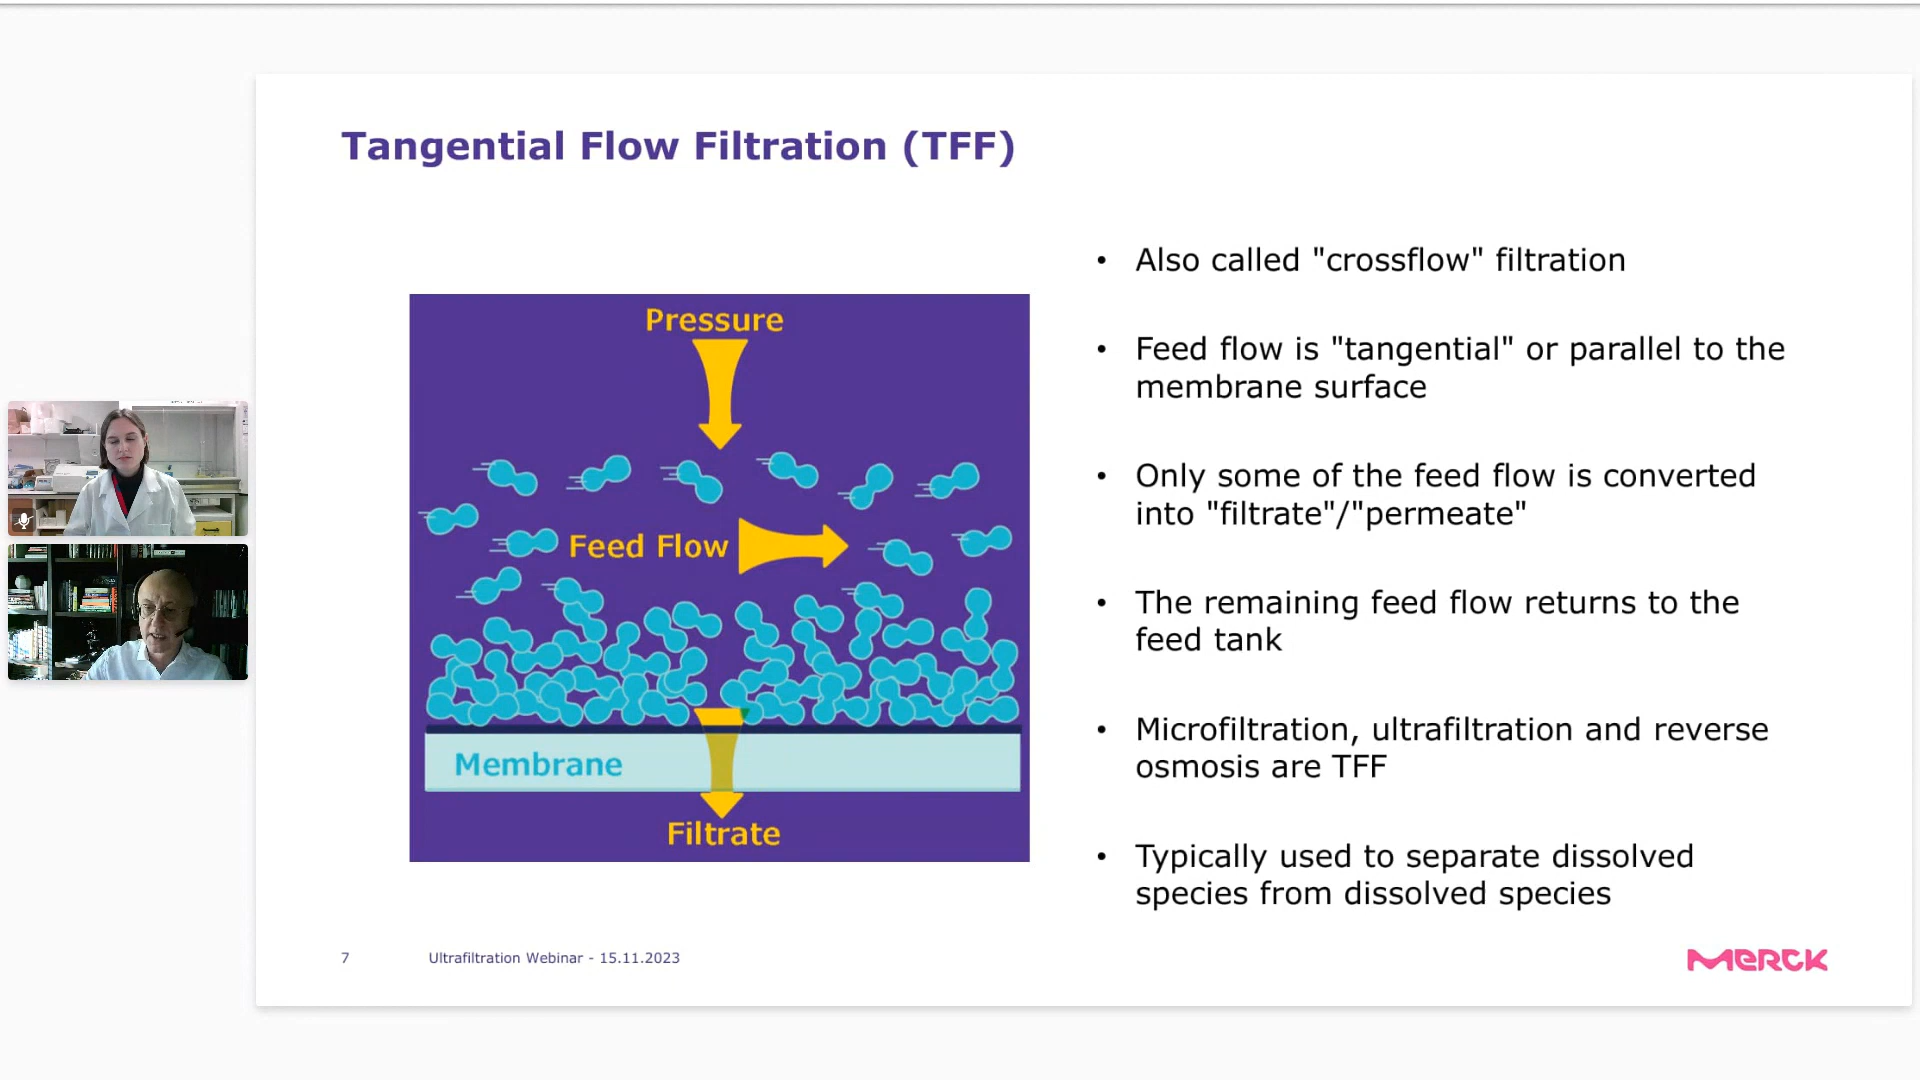 Tangential Flow Filtration (TFF)
Pressure
Feed Flow
Membrane
Filtrate
• Also called "crossflow" filtration
• Feed flow is "tangential" or parallel to the
membrane surface
• Only some of the feed flow is converted
into "filtrate"/"permeate"
• The remaining feed flow returns to the
feed tank
• Microfiltration, ultrafiltration and reverse
osmosis are TFF
• Typically used to separate dissolved
species from dissolved species
7
Ultrafiltration Webinar - 15.11.2023
MERCK